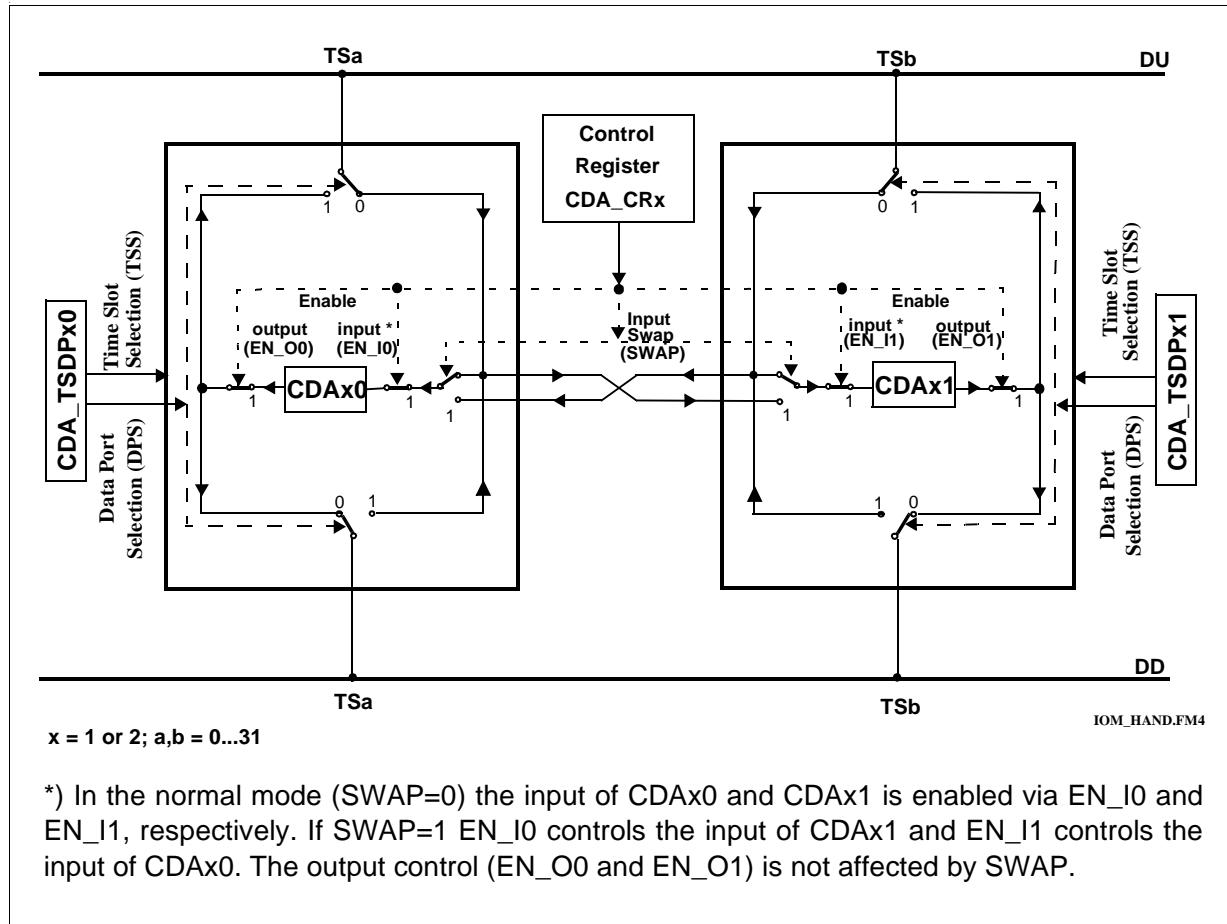 TSa
TSb
DU
Control
Register
CDA_CRx
1
0
0
1
Time Slot
Selection (TSS)
Data Port
Selection (DPS)
CDA_TSDPx0
Enable
output
(EN_O0)
input *
(EN_I0)
Input
Swap
(SWAP)
Enable
input *
(EN_I1)
output
(EN_O1)
CDAx0
CDAx1
1
1
1
1
1
1
Time Slot
Selection (TSS)
Data Port
Selection (DPS)
CDA_TSDPx1
0
1
1
0
DD
TSa
TSb
IOM_HAND.FM4
x = 1 or 2; a,b = 0...31
*) In the normal mode (SWAP=0) the input of CDAx0 and CDAx1 is enabled via EN_I0 and
EN_I1, respectively. If SWAP=1 EN_I0 controls the input of CDAx1 and EN_I1 controls the
input of CDAx0. The output control (EN_O0 and EN_O1) is not affected by SWAP.